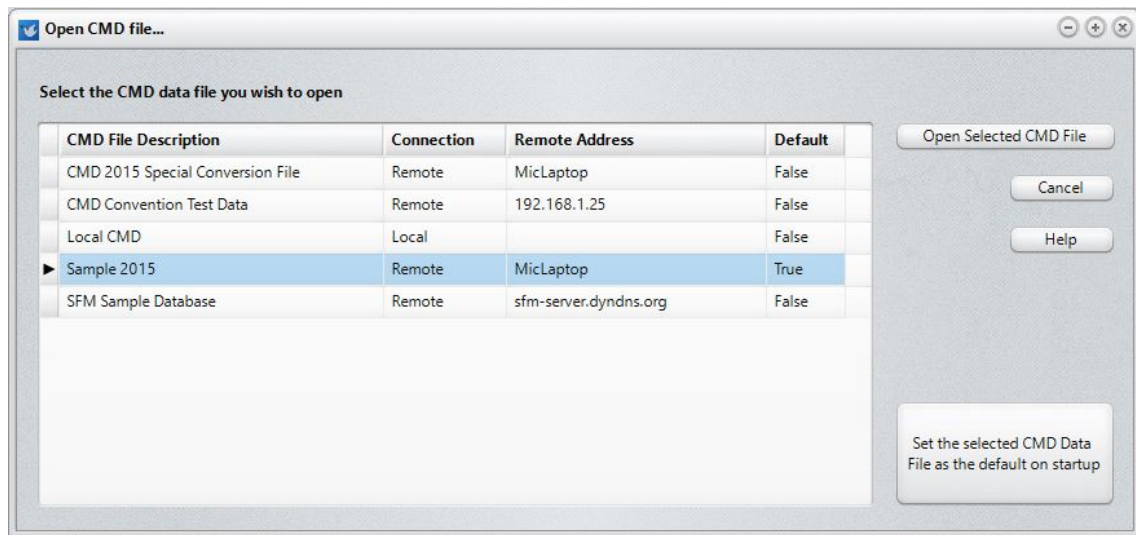 Open CMD file...
Select the CMD data file you wish to open
CMD File Description Connection Remote Address Default
CMD 2015 Special Conversion File Remote MicLaptop False
CMD Convention Test Data Remote 192.168.1.25 False
Local CMD Local False
Sample 2015 Remote MicLaptop True
SFM Sample Database Remote sfm-server.dyndns.org False
Open Selected CMD File
Cancel
Help
Set the selected CMD Data
File as the default on startup